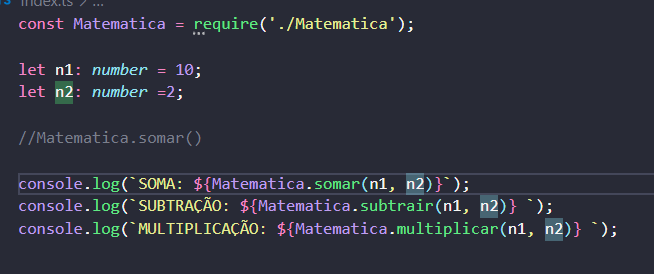 index.ts > ...
const Matematica = require('./Matematica');
let n1: number = 10;
let n2: number =2;
//Matematica.somar()
console.log(`SOMA: ${Matematica.somar(n1, n2)}`);
console.log(`SUBTRAÇÃO: ${Matematica.subtrair(n1, n2)} `);
console.log(`MULTIPLICAÇÃO: ${Matematica.multiplicar(n1, n2)} `);